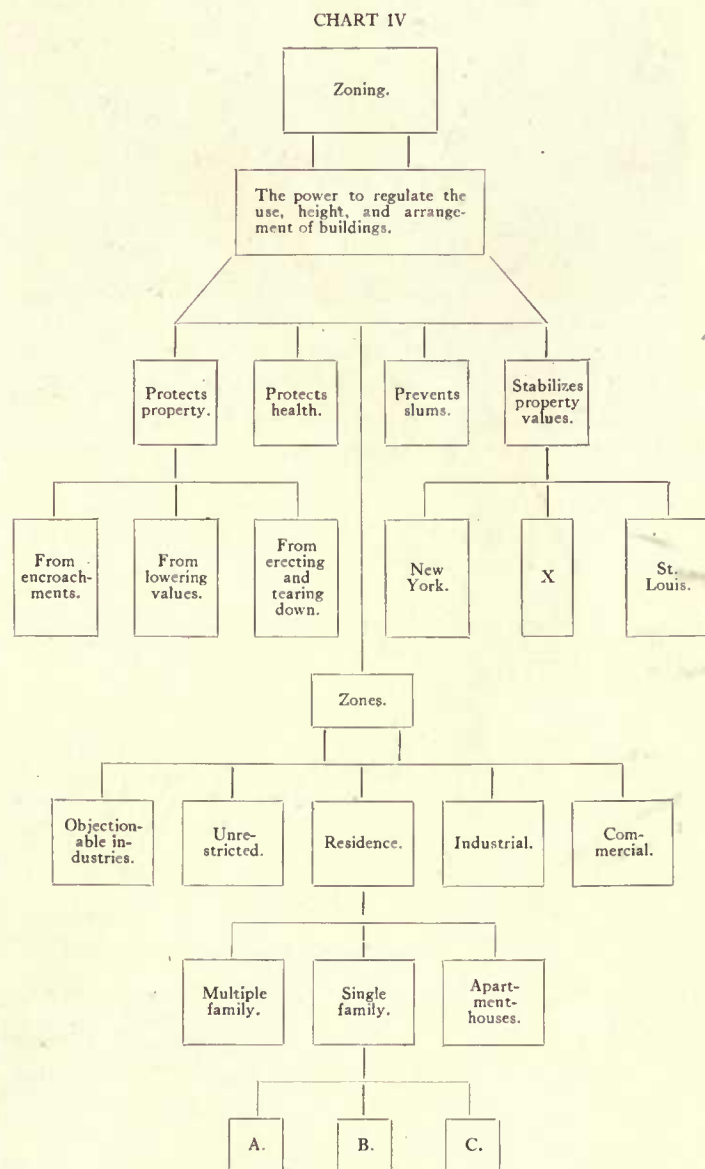 CHART IV
Zoning.
The power to regulate the
use, height, and arrange-
ment of buildings.
Protects
property.
Protects
health.
Prevents
slums.
Stabilizes
property
values.
From
encroach-
ments.
From
lowering
values.
From
erecting
and
tearing
down.
New
York.
X
St.
Louis.
Zones.
Objection-
able in-
dustries.
Unre-
stricted.
Residence.
Industrial.
Com-
mercial.
Multiple
family.
Single
family.
Apart-
ment-
houses.
A.
B.
C.